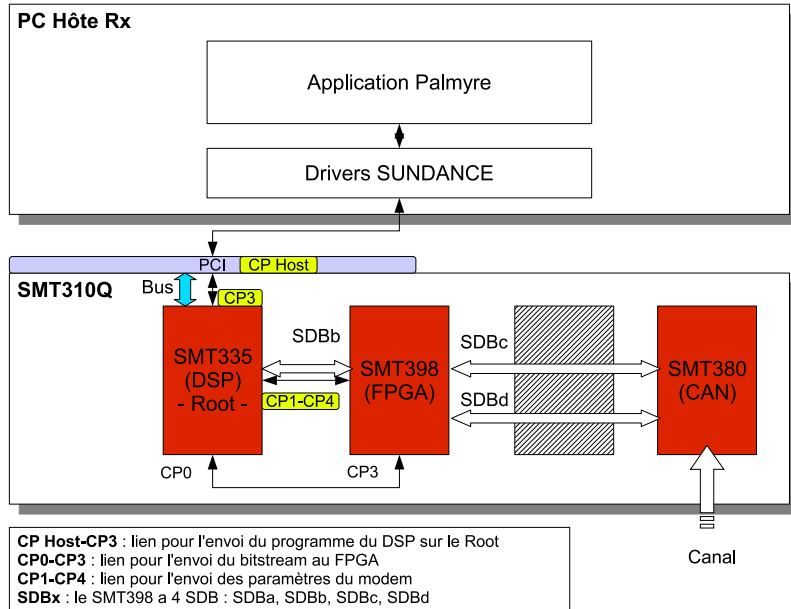 PC Hôte Rx
Application Palmyre
Drivers SUNDANCE
PCI
CP Host
SMT310Q
Bus
CP3
SMT335
(DSP)
- Root -
SDBb
CP1-CP4
SMT398
(FPGA)
SDBc
SDBd
SMT380
(CAN)
CP0
CP3
Canal
CP Host-CP3 : lien pour l'envoi du programme du DSP sur le Root
CP0-CP3 : lien pour l'envoi du bitstream au FPGA
CP1-CP4 : lien pour l'envoi des paramètres du modem
SDBx : le SMT398 a 4 SDB : SDBa, SDBb, SDBc, SDBd